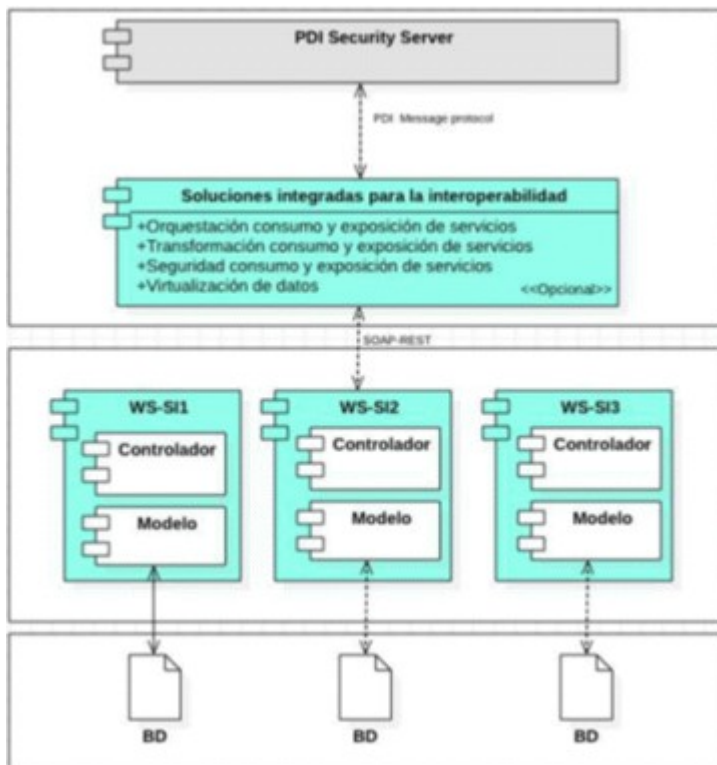 PDI Security Server
PDI Message protocol
Soluciones integradas para la interoperabilidad
+Orquestación consumo y exposición de servicios
+Transformación consumo y exposición de servicios
+Seguridad consumo y exposición de servicios
+Virtualización de datos
<<Opcional>>
SOAP-REST
WS-SI1
Controlador
Modelo
WS-SI2
Controlador
Modelo
WS-SI3
Controlador
Modelo
BD
BD
BD